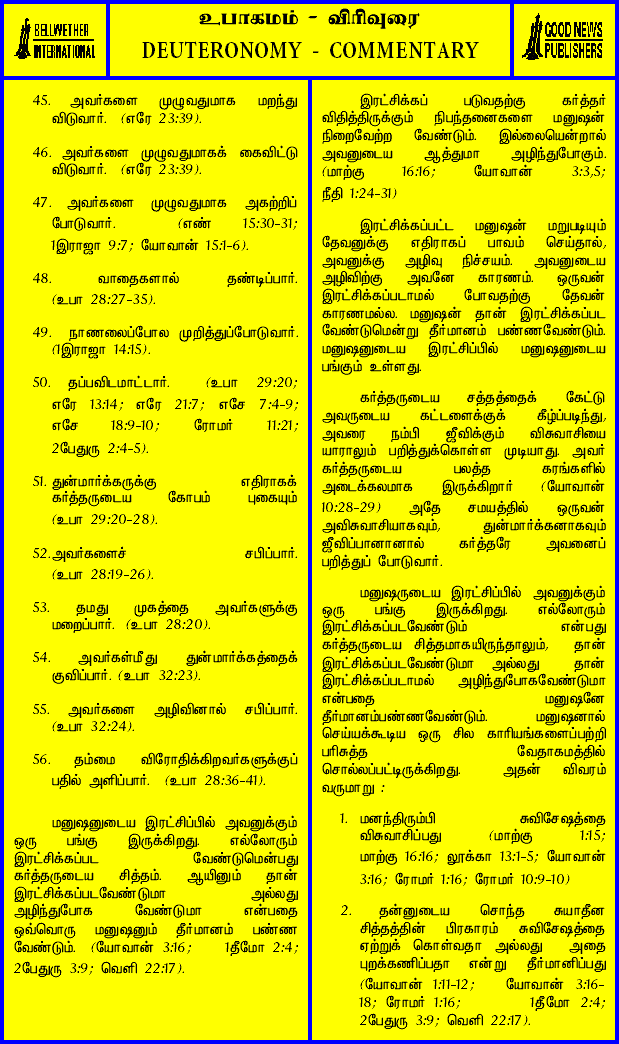 BELLWETHER
INTERNATIONAL
உபாகமம் - விரிவுரை
DEUTERONOMY - COMMENTARY
GOOD NEWS
PUBLISHERS
45. அவர்களை முழுவதுமாக மறந்து
விடுவார். (எரே 23:39).
46. அவர்களை முழுவதுமாகக் கைவிட்டு
விடுவார். (எரே 23:39).
47. அவர்களை முழுவதுமாக அகற்றிப்
போடுவார். (எண் 15:30-31;
1இராஜா 9:7; யோவான் 15:1-6).
48. வாதைகளால் தண்டிப்பார்.
(உபா 28:27-35).
49. நாணலைப்போல முறித்துப்போடுவார்.
(1இராஜா 14:15).
50. தப்பவிடமாட்டார். (உபா 29:20;
எரே 13:14; எரே 21:7; எசே 7:4-9;
எசே 18:9-10; ரோமர் 11:21;
2பேதுரு 2:4-5).
51. துன்மார்க்கருக்கு எதிராகக்
கர்த்தருடைய கோபம் புகையும்
(உபா 29:20-28).
52.அவர்களைச் சபிப்பார்.
(உபா 28:19-26).
53. தமது முகத்தை அவர்களுக்கு
மறைப்பார். (உபா 28:20).
54. அவர்கள்மீது துன்மார்க்கத்தைக்
குவிப்பார். (உபா 32:23).
55. அவர்களை அழிவினால் சபிப்பார்.
(உபா 32:24).
56. தம்மை விரோதிக்கிறவர்களுக்குப்
பதில் அளிப்பார். (உபா 28:36-41).
மனுஷனுடைய இரட்சிப்பில் அவனுக்கும்
ஒரு பங்கு இருக்கிறது. எல்லோரும்
இரட்சிக்கப்பட வேண்டுமென்பது
கர்த்தருடைய சித்தம். ஆயினும் தான்
இரட்சிக்கப்படவேண்டுமா அல்லது
அழிந்துபோக வேண்டுமா என்பதை
ஒவ்வொரு மனுஷனும் தீர்மானம் பண்ண
வேண்டும். (யோவான் 3:16; 1தீமோ 2:4;
2பேதுரு 3:9; வெளி 22:17).
இரட்சிக்கப் படுவதற்கு கர்த்தர்
விதித்திருக்கும் நிபந்தனைகளை மனுஷன்
நிறைவேற்ற வேண்டும். இல்லையென்றால்
அவனுடைய ஆத்துமா அழிந்துபோகும்.
(மாற்கு 16:16; யோவான் 3:3,5;
நீதி 1:24-31)
இரட்சிக்கப்பட்ட மனுஷன் மறுபடியும்
தேவனுக்கு எதிராகப் பாவம் செய்தால்,
அவனுக்கு அழிவு நிச்சயம். அவனுடைய
அழிவிற்கு அவனே காரணம். ஒருவன்
இரட்சிக்கப்படாமல் போவதற்கு தேவன்
காரணமல்ல. மனுஷன் தான் இரட்சிக்கப்பட
வேண்டுமென்று தீர்மானம் பண்ணவேண்டும்.
மனுஷனுடைய இரட்சிப்பில் மனுஷனுடைய
பங்கும் உள்ளது.
கர்த்தருடைய சத்தத்தைக் கேட்டு
அவருடைய கட்டளைக்குக் கீழ்ப்படிந்து,
அவரை நம்பி ஜீவிக்கும் விசுவாசியை
யாராலும் பறித்துக்கொள்ள முடியாது. அவர்
கர்த்தருடைய பலத்த கரங்களில்
அடைக்கலமாக இருக்கிறார் (யோவான்
10:28-29) அதே சமயத்தில் ஒருவன்
அவிசுவாசியாகவும், துன்மார்க்கனாகவும்
ஜீவிப்பானானால் கர்த்தரே அவனைப்
பறித்துப் போடுவார்.
மனுஷருடைய இரட்சிப்பில் அவனுக்கும்
ஒரு பங்கு இருக்கிறது. எல்லோரும்
இரட்சிக்கப்படவேண்டும் என்பது
கர்த்தருடைய சித்தமாகயிருந்தாலும், தான்
இரட்சிக்கப்படவேண்டுமா அல்லது தான்
இரட்சிக்கப்படாமல் அழிந்துபோகவேண்டுமா
என்பதை மனுஷனே
தீர்மானம்பண்ணவேண்டும். மனுஷனால்
செய்யக்கூடிய ஒரு சில காரியங்களைப்பற்றி
பரிசுத்த வேதாகமத்தில்
சொல்லப்பட்டிருக்கிறது. அதன் விவரம்
வருமாறு :
1. மனந்திரும்பி சுவிசேஷத்தை
விசுவாசிப்பது (மாற்கு 1:15;
மாற்கு 16:16; லூக்கா 13:1-5; யோவான்
3:16; ரோமர் 1:16; ரோமர் 10:9-10)
2. தன்னுடைய சொந்த சுயாதீன
சித்தத்தின் பிரகாரம் சுவிசேஷத்தை
ஏற்றுக் கொள்வதா அல்லது அதை
புறக்கணிப்பதா என்று தீர்மானிப்பது
(யோவான் 1:11-12; யோவான் 3:16-
18; ரோமர் 1:16; 1தீமோ 2:4;
2பேதுரு 3:9; வெளி 22:17).